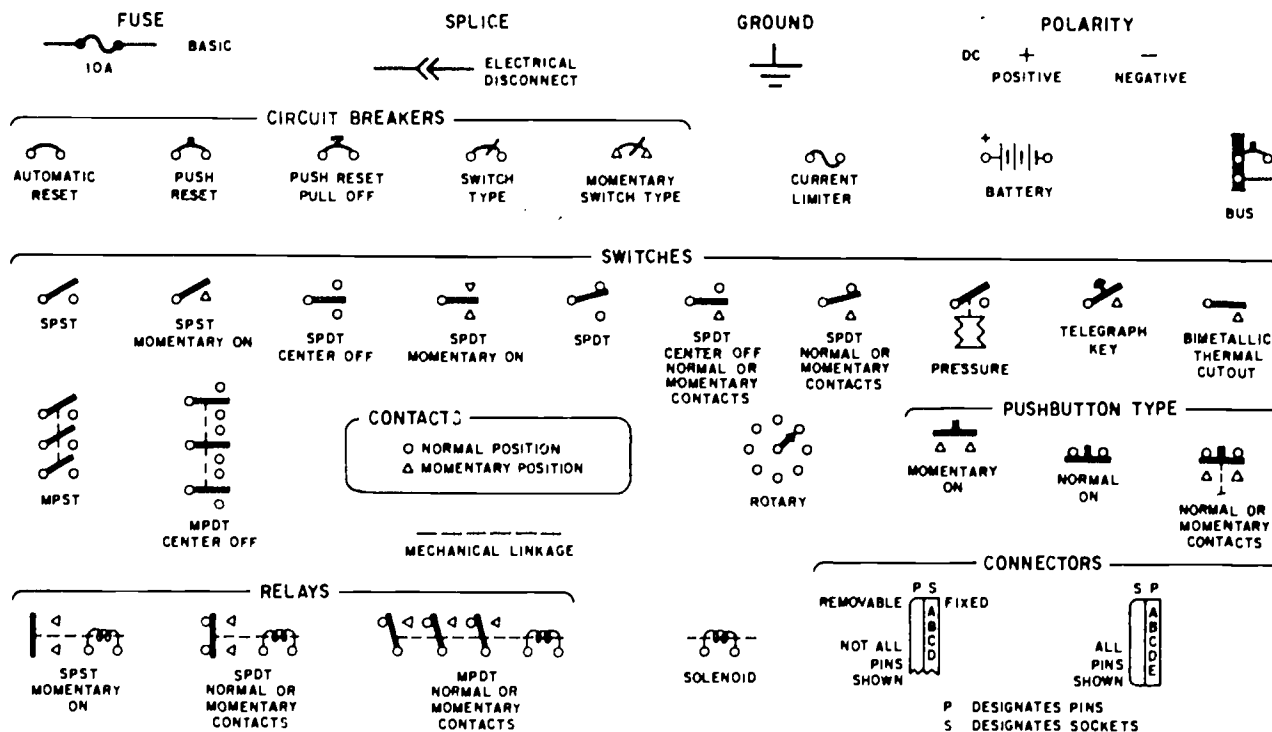 FUSE
BASIC
10A
SPLICE
ELECTRICAL
DISCONNECT
GROUND
POLARITY
DC + −
POSITIVE NEGATIVE
CIRCUIT BREAKERS
AUTOMATIC
RESET
PUSH
RESET
PUSH RESET
PULL OFF
SWITCH
TYPE
MOMENTARY
SWITCH TYPE
CURRENT
LIMITER
+
BATTERY
BUS
SWITCHES
SPST
SPST
MOMENTARY ON
SPDT
CENTER OFF
SPDT
MOMENTARY ON
SPDT
SPDT
CENTER OFF
NORMAL OR
MOMENTARY
CONTACTS
SPDT
NORMAL OR
MOMENTARY
CONTACTS
PRESSURE
TELEGRAPH
KEY
BIMETALLIC
THERMAL
CUTOUT
MPST
MPDT
CENTER OFF
CONTACTS
NORMAL POSITION
MOMENTARY POSITION
MECHANICAL LINKAGE
ROTARY
PUSHBUTTON TYPE
MOMENTARY
ON
NORMAL
ON
NORMAL OR
MOMENTARY
CONTACTS
RELAYS
SPST
MOMENTARY
ON
SPDT
NORMAL OR
MOMENTARY
CONTACTS
MPDT
NORMAL OR
MOMENTARY
CONTACTS
SOLENOID
CONNECTORS
P S
REMOVABLE FIXED
A
B
C
D
NOT ALL
PINS
SHOWN
S P
A
B
C
D
E
ALL
PINS
SHOWN
P DESIGNATES PINS
S DESIGNATES SOCKETS